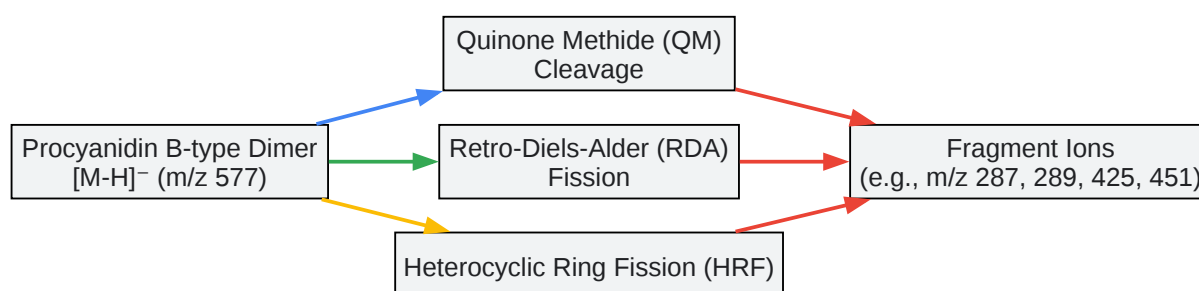 Quinone Methide (QM)
Cleavage
Procyanidin B-type Dimer
[M-H]⁻ (m/z 577)
Retro-Diels-Alder (RDA)
Fission
Fragment Ions
(e.g., m/z 287, 289, 425, 451)
Heterocyclic Ring Fission (HRF)